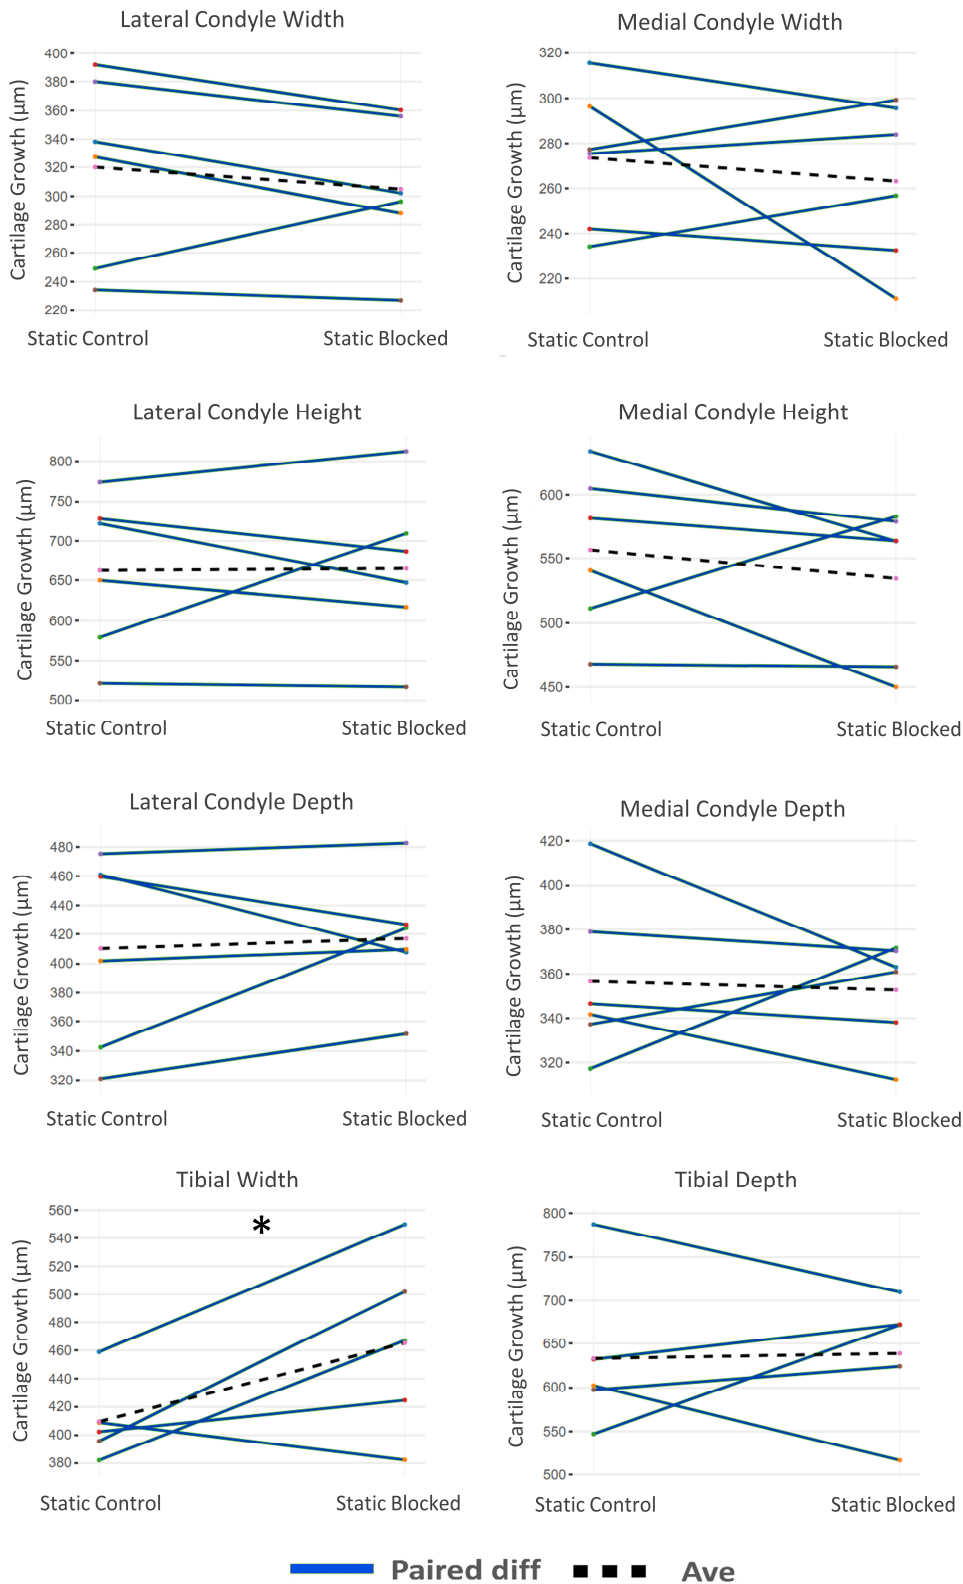 Lateral Condyle Width
Cartilage Growth (μm)
400
380
360
340
320
300
280
260
240
220
Static Control
Static Blocked
Medial Condyle Width
Cartilage Growth (μm)
320
300
280
260
240
220
Static Control
Static Blocked
Lateral Condyle Height
Cartilage Growth (μm)
800
750
700
650
600
550
500
Static Control
Static Blocked
Medial Condyle Height
Cartilage Growth (μm)
600
550
500
450
Static Control
Static Blocked
Lateral Condyle Depth
Cartilage Growth (μm)
480
460
440
420
400
380
360
340
320
Static Control
Static Blocked
Medial Condyle Depth
Cartilage Growth (μm)
420
400
380
360
340
320
Static Control
Static Blocked
Tibial Width
Cartilage Growth (μm)
560
540
520
500
480
460
440
420
400
380
*
Static Control
Static Blocked
Tibial Depth
Cartilage Growth (μm)
800
750
700
650
600
550
500
Static Control
Static Blocked
Paired diff
Ave